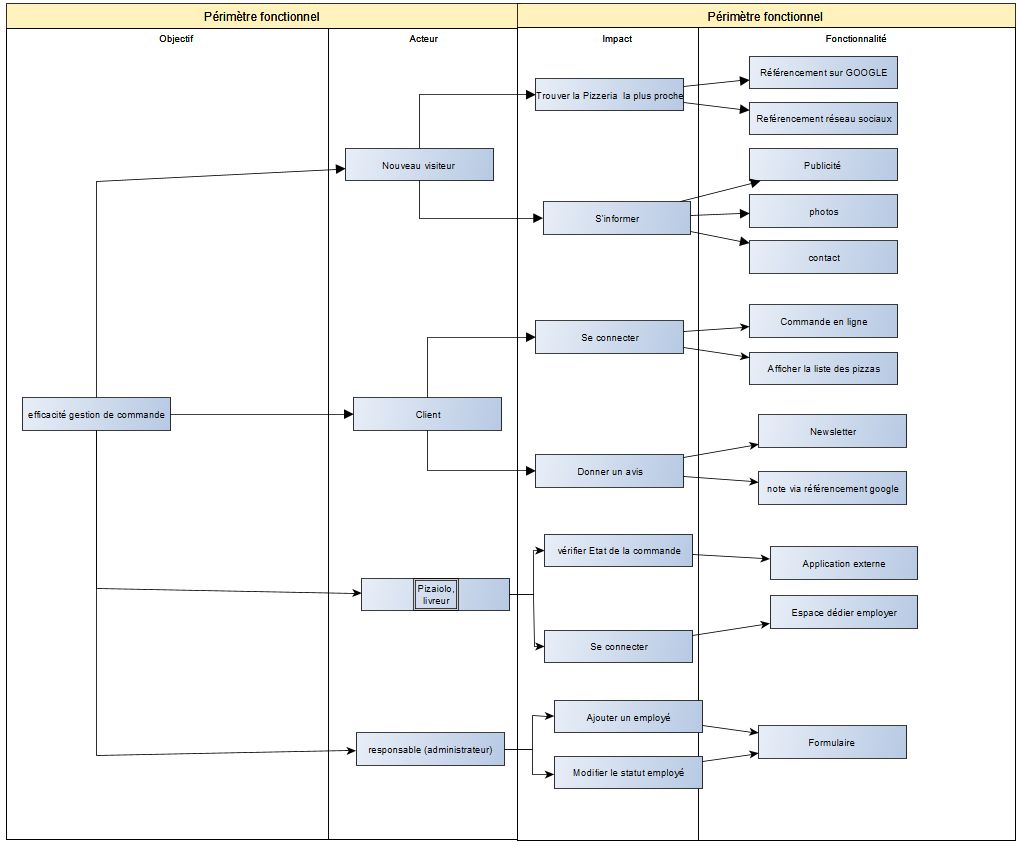 Périmètre fonctionnel
Périmètre fonctionnel
Objectif
Acteur
Impact
Fonctionnalité
efficacité gestion de commande
Nouveau visiteur
Trouver la Pizzeria la plus proche
Référencement sur GOOGLE
Reférencement réseau sociaux
S'informer
Publicité
photos
contact
Client
Se connecter
Commande en ligne
Afficher la liste des pizzas
Donner un avis
Newsletter
note via référencement google
Pizaiolo,
livreur
vérifier Etat de la commande
Application externe
Se connecter
Espace dédier employer
responsable (administrateur)
Ajouter un employé
Modifier le statut employé
Formulaire